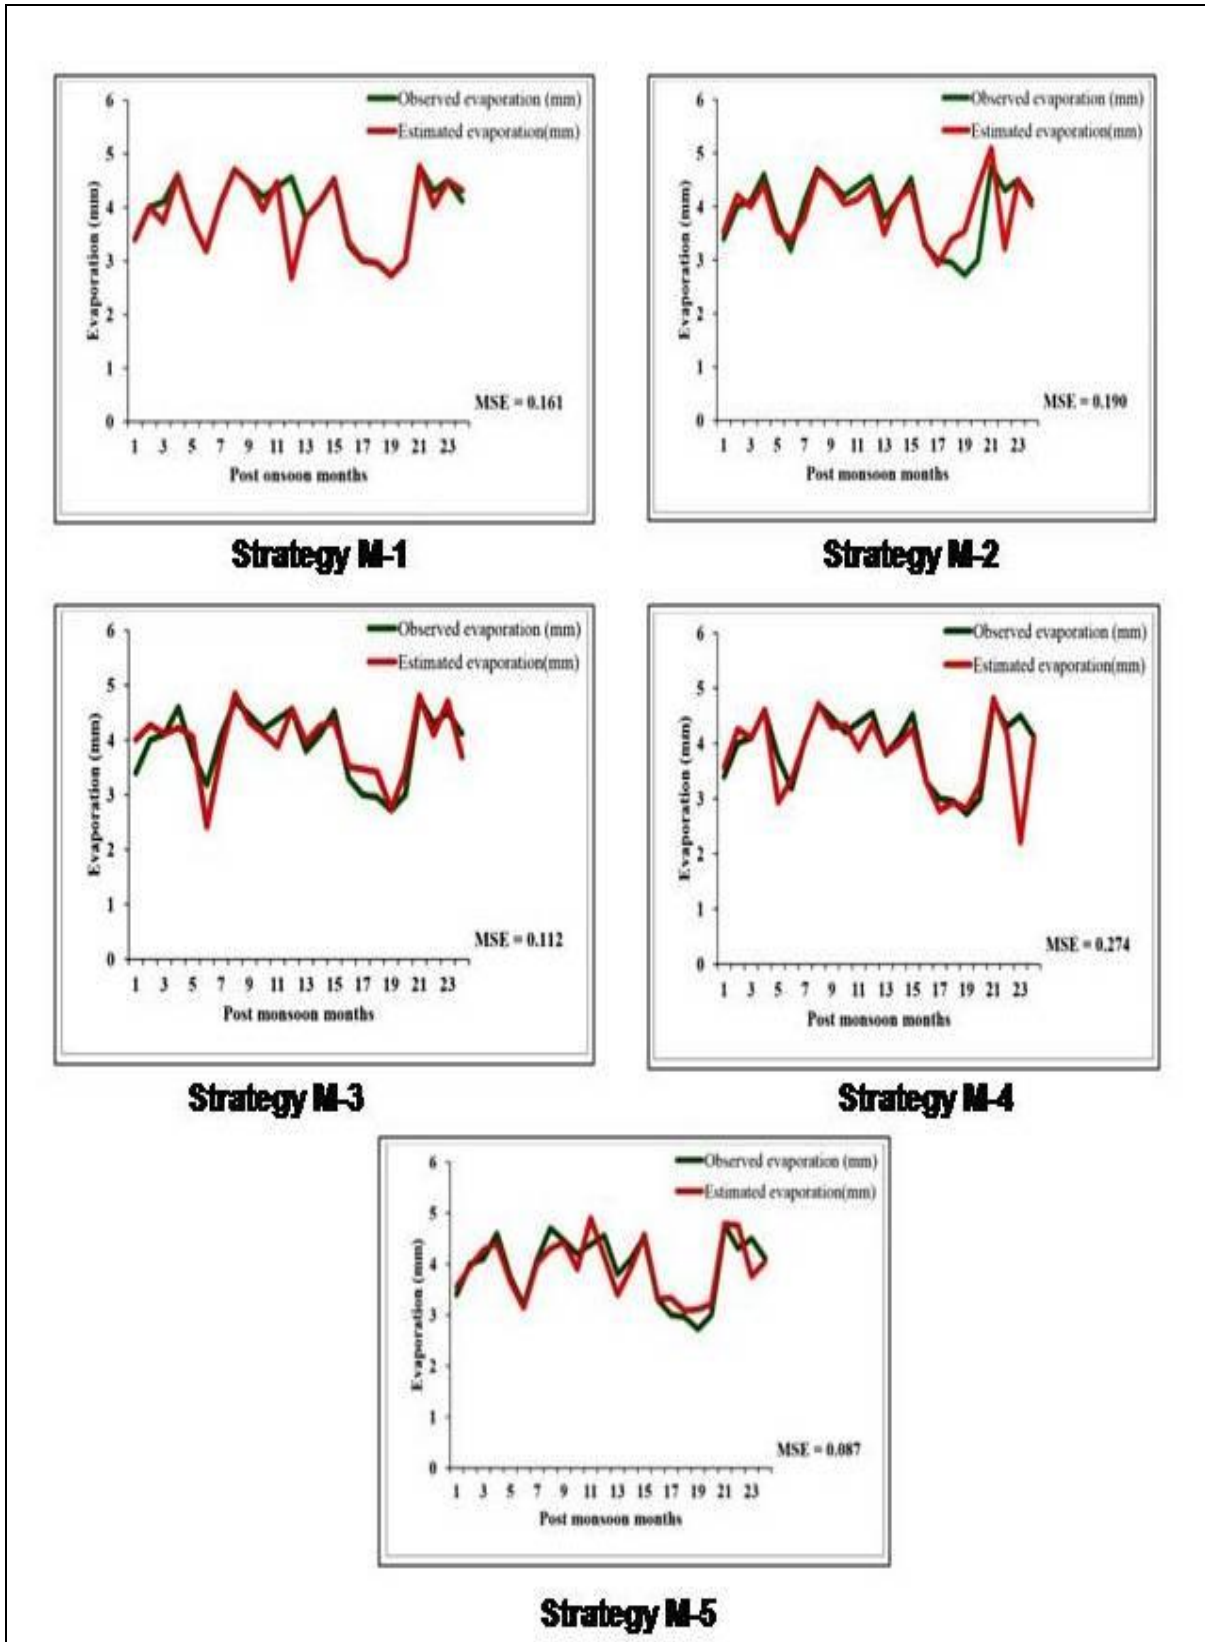 Observed evaporation (mm)
Estimated evaporation(mm)
Evaporation (mm)
6
5
4
3
2
1
0
MSE = 0.161
1 3 5 7 9 11 13 15 17 19 21 23
Post onsoon months
Strategy M-1
Observed evaporation (mm)
Estimated evaporation(mm)
Evaporation (mm)
6
5
4
3
2
1
0
MSE = 0.190
1 3 5 7 9 11 13 15 17 19 21 23
Post monsoon months
Strategy M-2
Observed evaporation (mm)
Estimated evaporation(mm)
Evaporation (mm)
6
5
4
3
2
1
0
MSE = 0.112
1 3 5 7 9 11 13 15 17 19 21 23
Post monsoon months
Strategy M-3
Observed evaporation (mm)
Estimated evaporation(mm)
Evaporation (mm)
6
5
4
3
2
1
0
MSE = 0.274
1 3 5 7 9 11 13 15 17 19 21 23
Post monsoon months
Strategy M-4
Observed evaporation (mm)
Estimated evaporation(mm)
Evaporation (mm)
6
5
4
3
2
1
0
MSE = 0.087
1 3 5 7 9 11 13 15 17 19 21 23
Post monsoon months
Strategy M-5